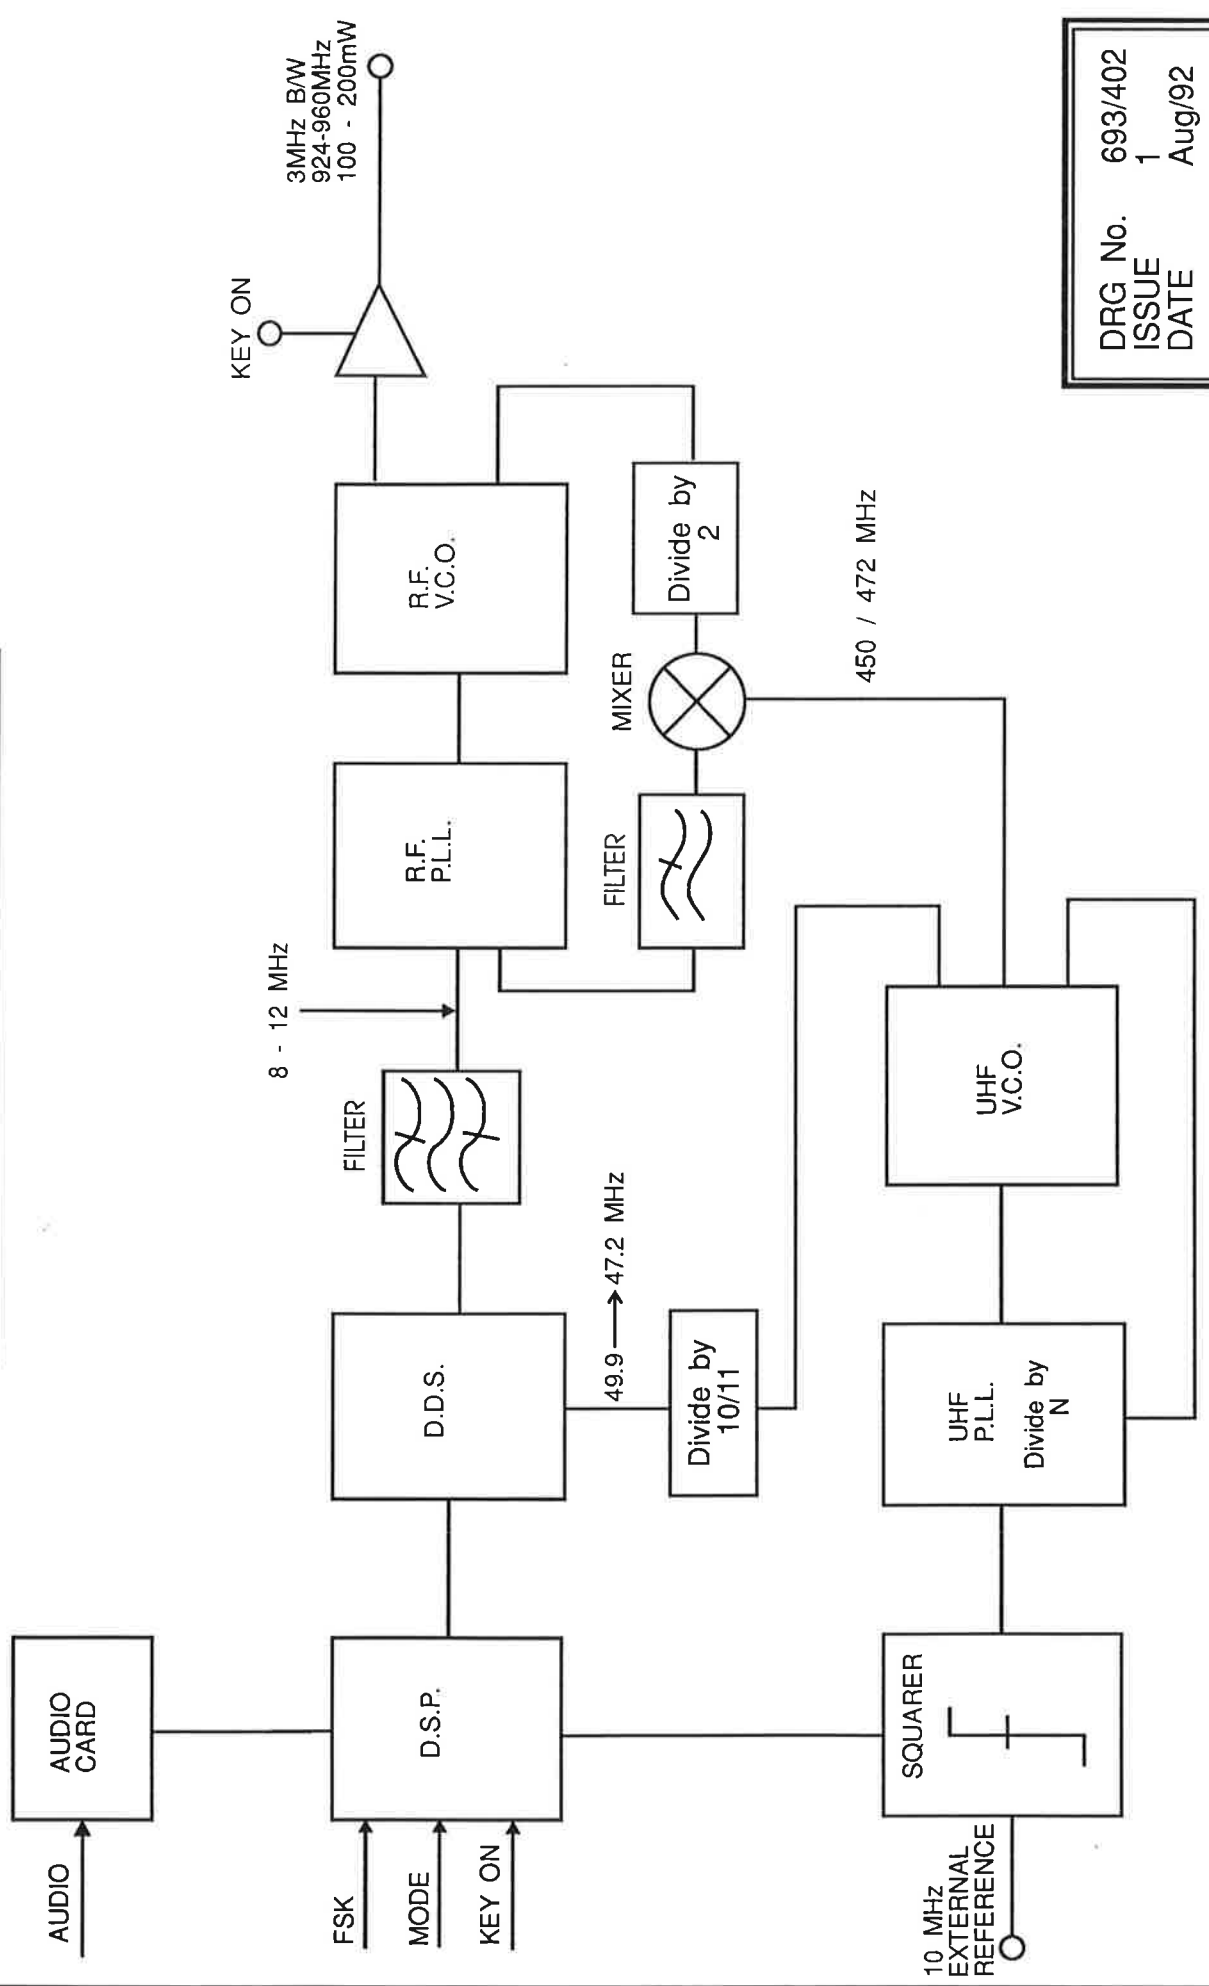 AUDIO
AUDIO
CARD
FSK
MODE
KEY ON
D.S.P.
D.D.S.
FILTER
8 - 12 MHz
R.F.
P.L.L.
R.F.
V.C.O.
KEY ON
3MHz B/W
924-960MHz
100 - 200mW
49.9 → 47.2 MHz
Divide by
10/11
FILTER
MIXER
Divide by
2
450 / 472 MHz
10 MHz
EXTERNAL
REFERENCE
SQUARER
UHF
P.L.L.
Divide by
N
UHF
V.C.O.
DRG No. 693/402
ISSUE 1
DATE Aug/92